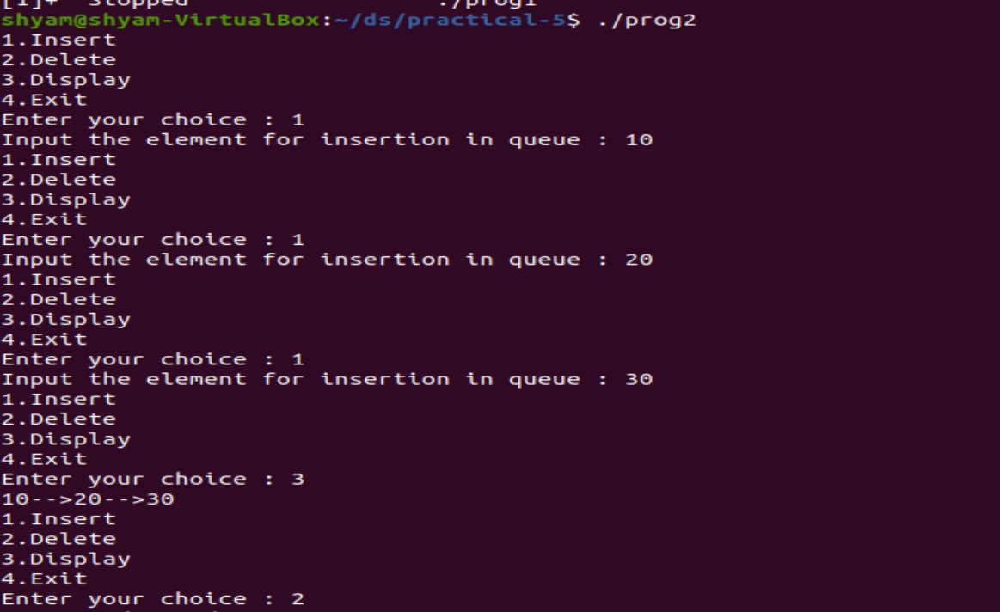 [1]+  Stopped                 ./prog1
shyam@shyam-VirtualBox:~/ds/practical-5$ ./prog2
1.Insert
2.Delete
3.Display
4.Exit
Enter your choice : 1
Input the element for insertion in queue : 10
1.Insert
2.Delete
3.Display
4.Exit
Enter your choice : 1
Input the element for insertion in queue : 20
1.Insert
2.Delete
3.Display
4.Exit
Enter your choice : 1
Input the element for insertion in queue : 30
1.Insert
2.Delete
3.Display
4.Exit
Enter your choice : 3
10-->20-->30
1.Insert
2.Delete
3.Display
4.Exit
Enter your choice : 2